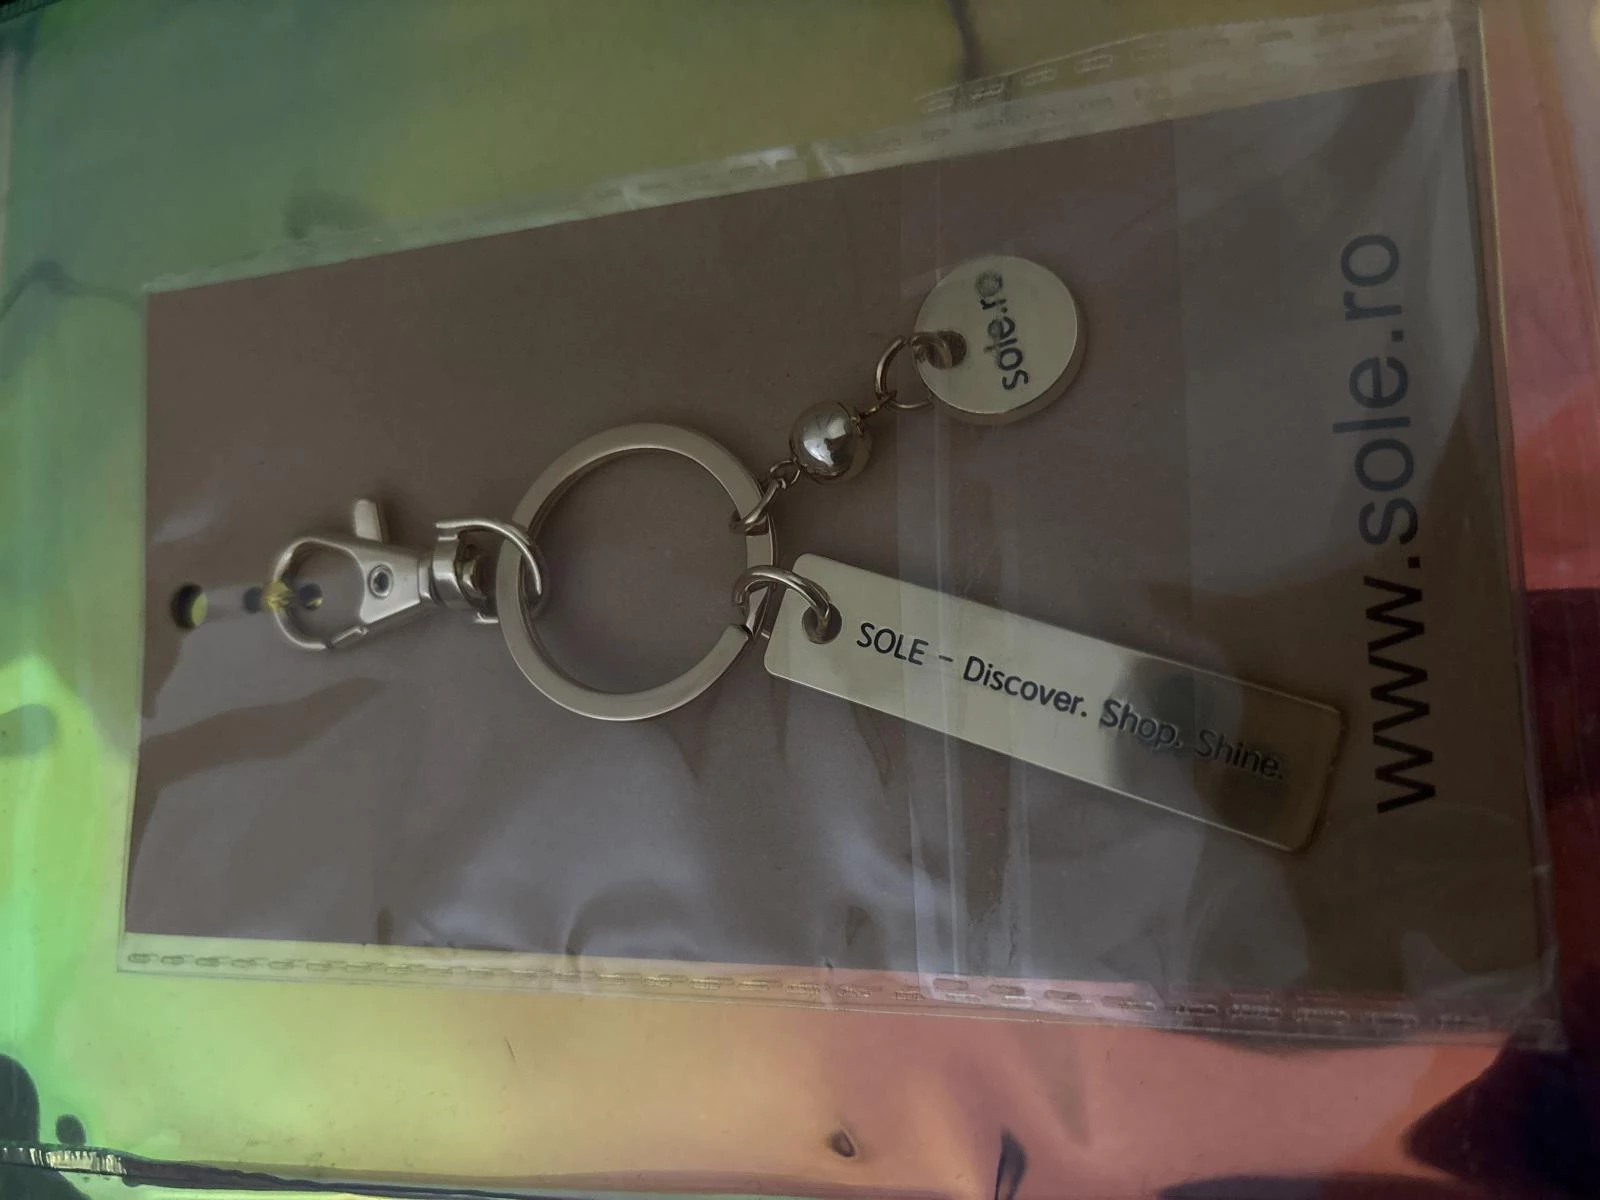 sole.ro
SOLE – Discover. Shop. Shine.
www.sole.ro